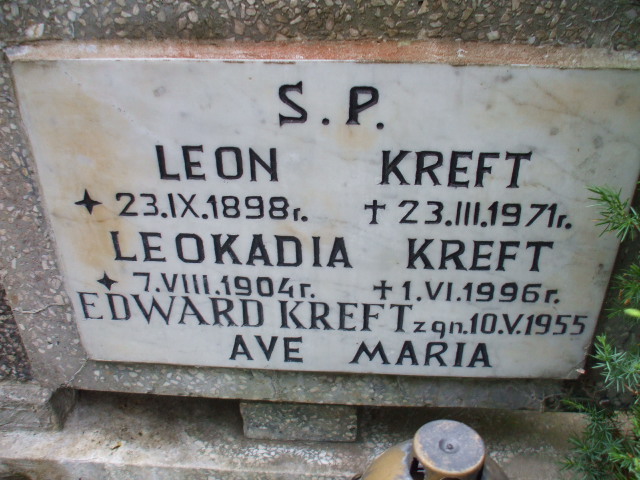 S.P.
LEON KREFT
✦ 23.IX.1898r. ✝ 23.III.1971r.
LEOKADIA KREFT
✦ 7.VIII.1904r. ✝ 1.VI.1996r.
EDWARD KREFT zgn.10.V.1955
AVE MARIA